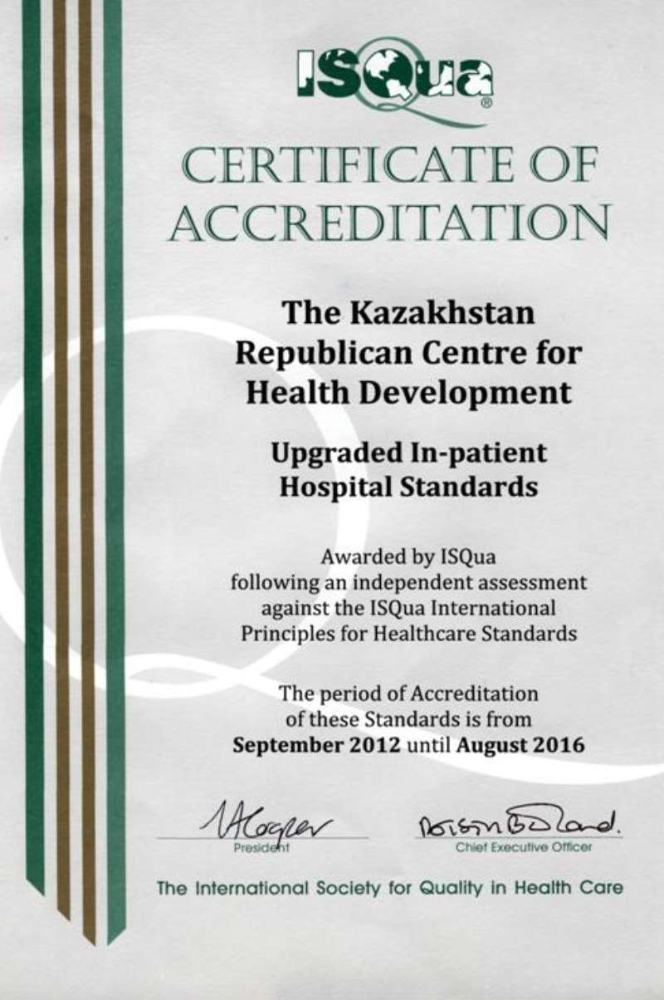 ISQua®
CERTIFICATE OF
ACCREDITATION
The Kazakhstan
Republican Centre for
Health Development
Upgraded In-patient
Hospital Standards
Awarded by ISQua
following an independent assessment
against the ISQua International
Principles for Healthcare Standards
The period of Accreditation
of these Standards is from
September 2012 until August 2016
President
Chief Executive Officer
The International Society for Quality in Health Care